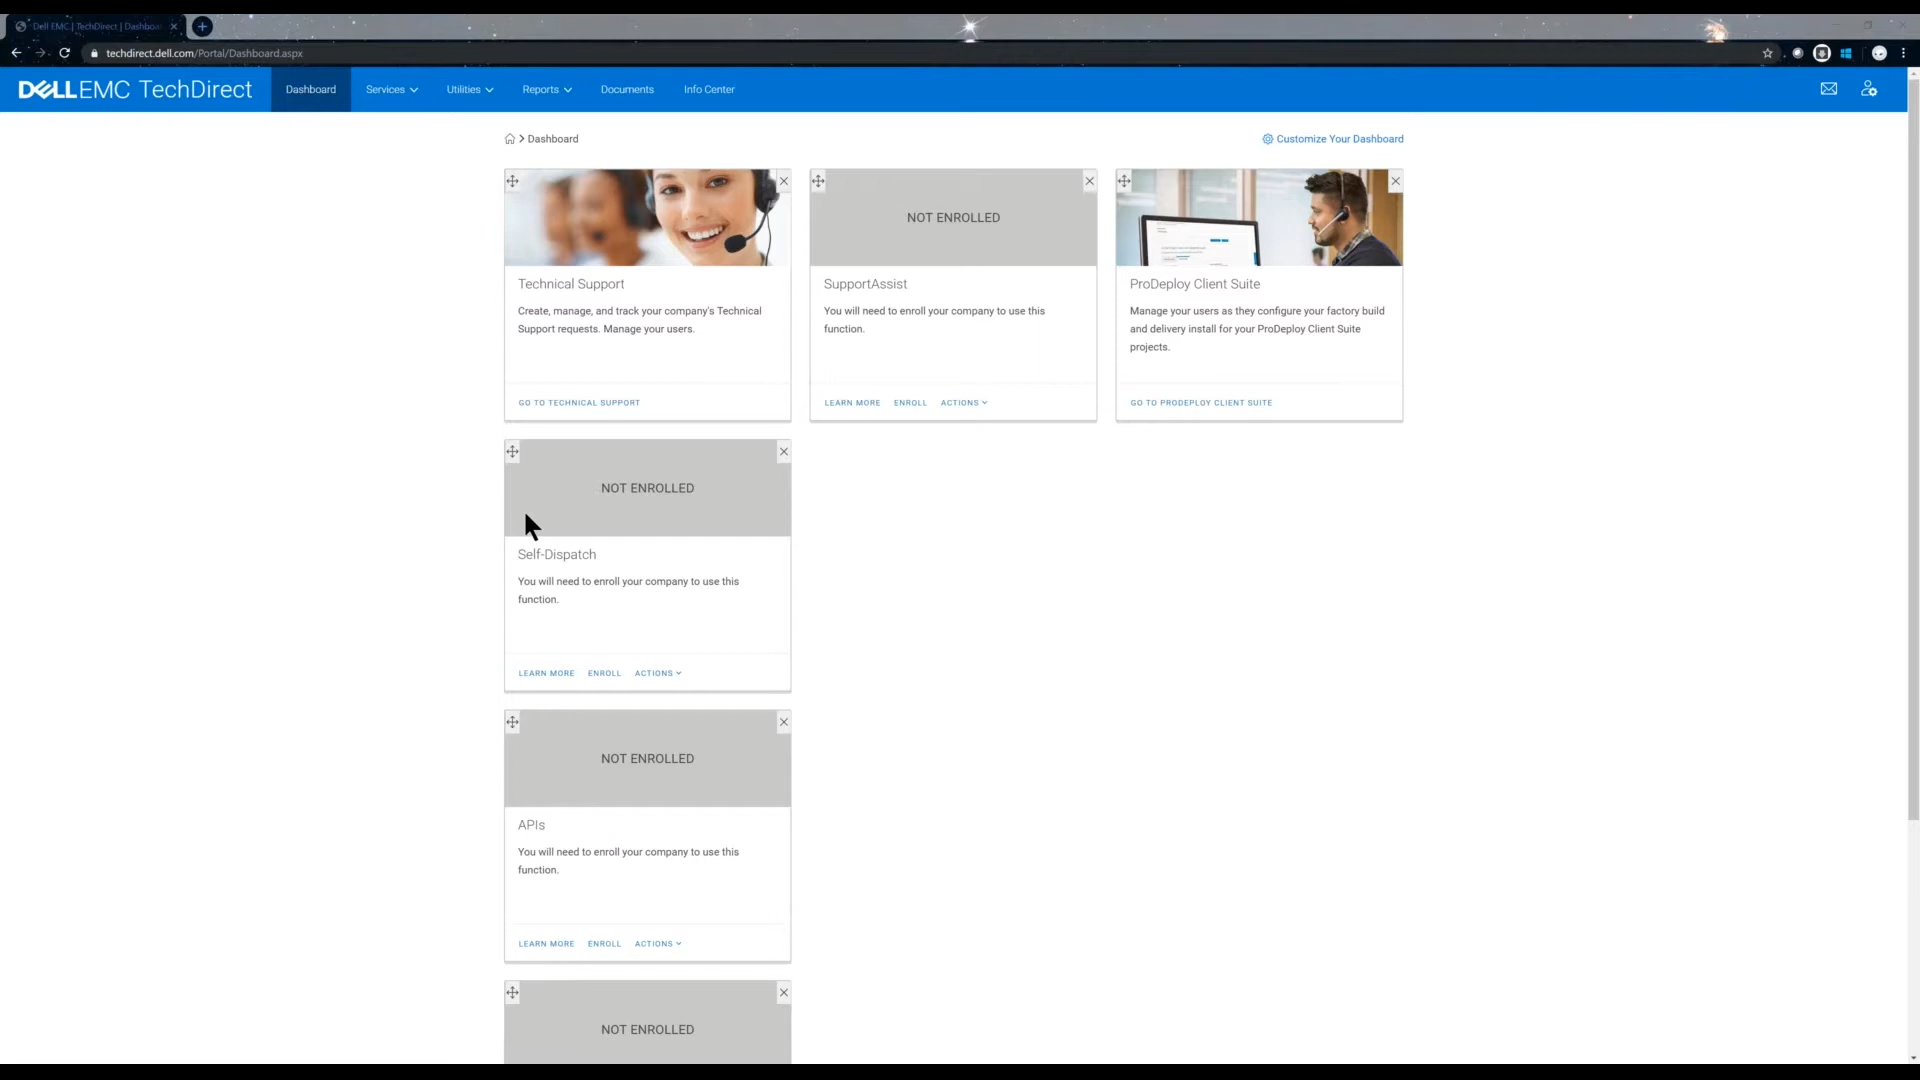 Dell EMC | TechDirect | Dashboa
techdirect.dell.com/Portal/Dashboard.aspx
DELLEMC TechDirect
Dashboard
Services
Utilities
Reports
Documents
Info Center
Dashboard
Customize Your Dashboard
Technical Support
Create, manage, and track your company's Technical
Support requests. Manage your users.
GO TO TECHNICAL SUPPORT
NOT ENROLLED
SupportAssist
You will need to enroll your company to use this
function.
LEARN MORE ENROLL ACTIONS
ProDeploy Client Suite
Manage your users as they configure your factory build
and delivery install for your ProDeploy Client Suite
projects.
GO TO PRODEPLOY CLIENT SUITE
NOT ENROLLED
Self-Dispatch
You will need to enroll your company to use this
function.
LEARN MORE ENROLL ACTIONS
NOT ENROLLED
APIs
You will need to enroll your company to use this
function.
LEARN MORE ENROLL ACTIONS
NOT ENROLLED